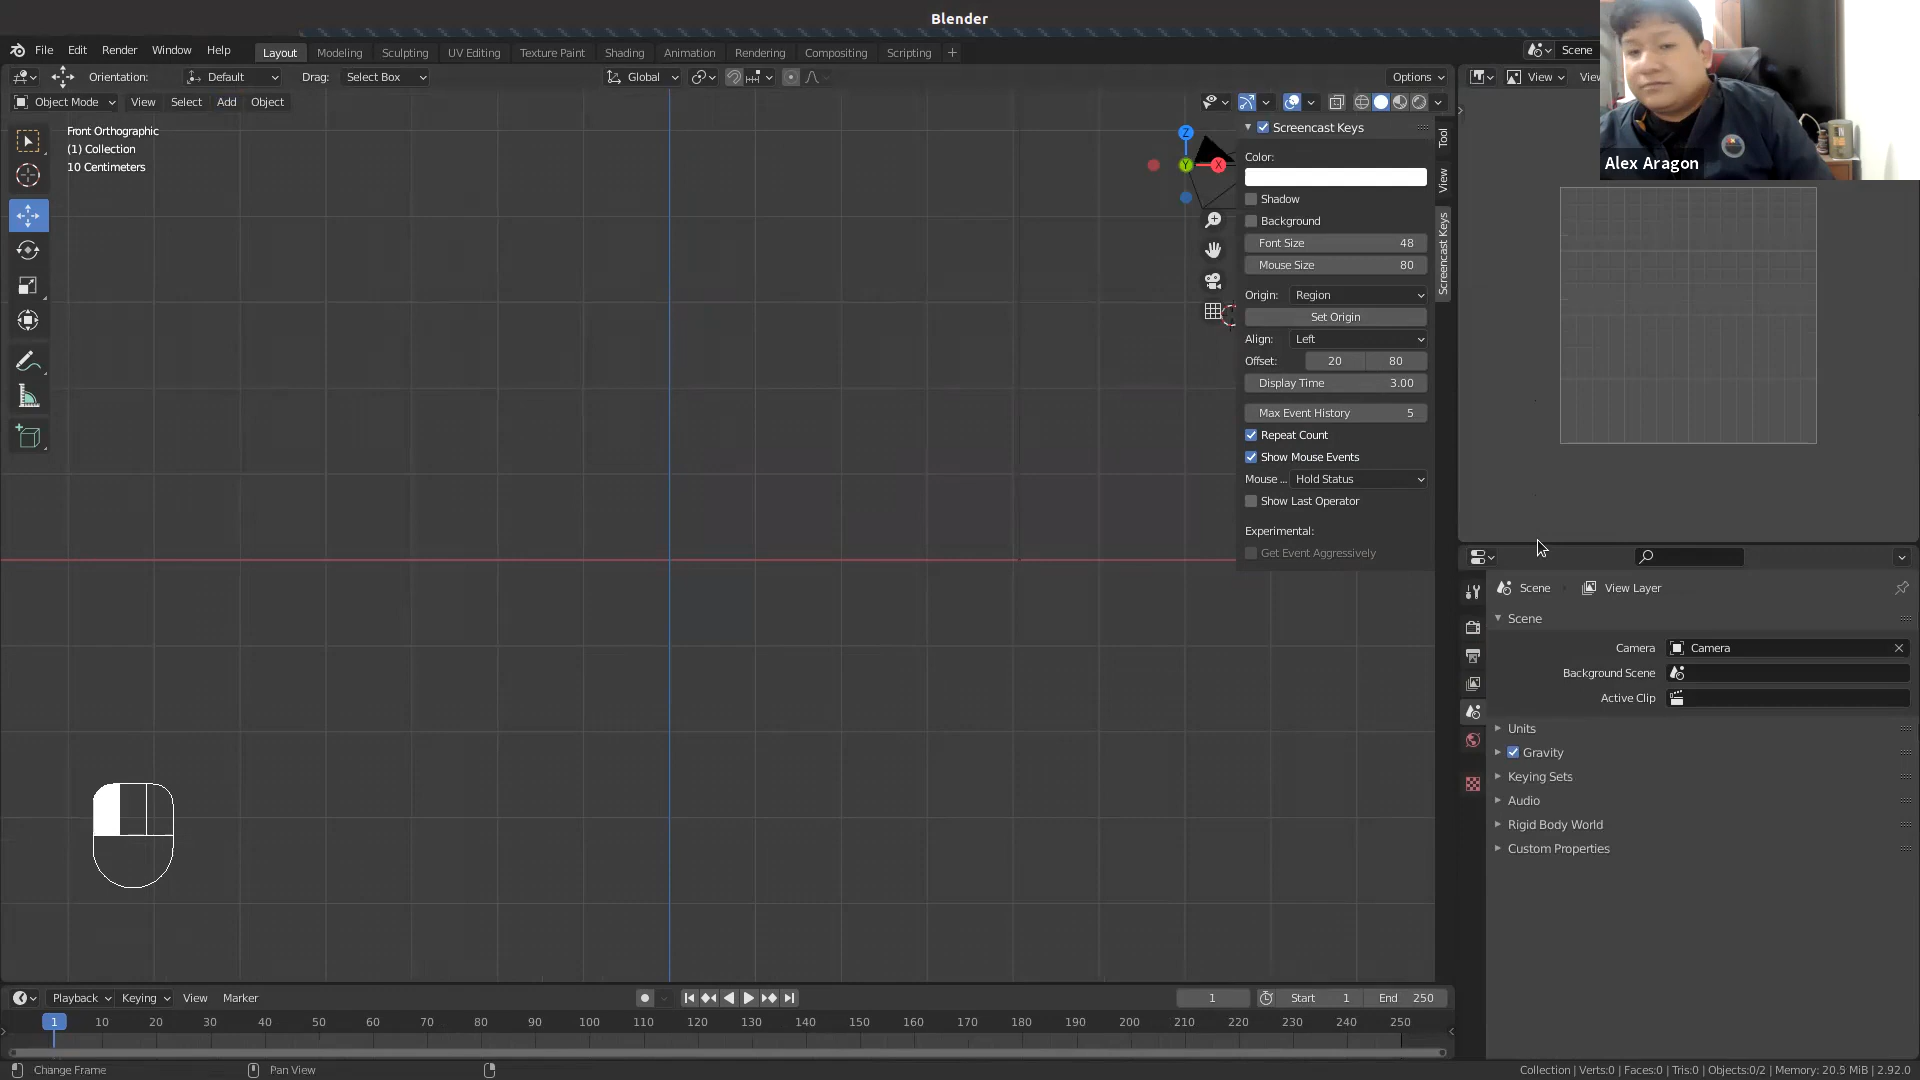 Blender
File Edit Render Window Help
Layout Modeling Sculpting UV Editing Texture Paint Shading Animation Rendering Compositing Scripting +
Scene
Orientation: Default Drag: Select Box Global Options
View
Object Mode View Select Add Object
Front Orthographic
(1) Collection
10 Centimeters
Z
Y
X
Screencast Keys
Color:
Shadow
Background
Font Size 48
Mouse Size 80
Origin: Region
Set Origin
Align: Left
Offset: 20 80
Display Time 3.00
Max Event History 5
Repeat Count
Show Mouse Events
Mouse ... Hold Status
Show Last Operator
Experimental:
Get Event Aggressively
Tool
View
Screencast Keys
Alex Aragon
Scene View Layer
Scene
Camera Camera
Background Scene
Active Clip
Units
Gravity
Keying Sets
Audio
Rigid Body World
Custom Properties
Playback Keying View Marker
1 Start 1 End 250
1 10 20 30 40 50 60 70 80 90 100 110 120 130 140 150 160 170 180 190 200 210 220 230 240 250
Change Frame Pan View
Collection | Verts:0 | Faces:0 | Tris:0 | Objects:0/2 | Memory: 20.5 MiB | 2.92.0